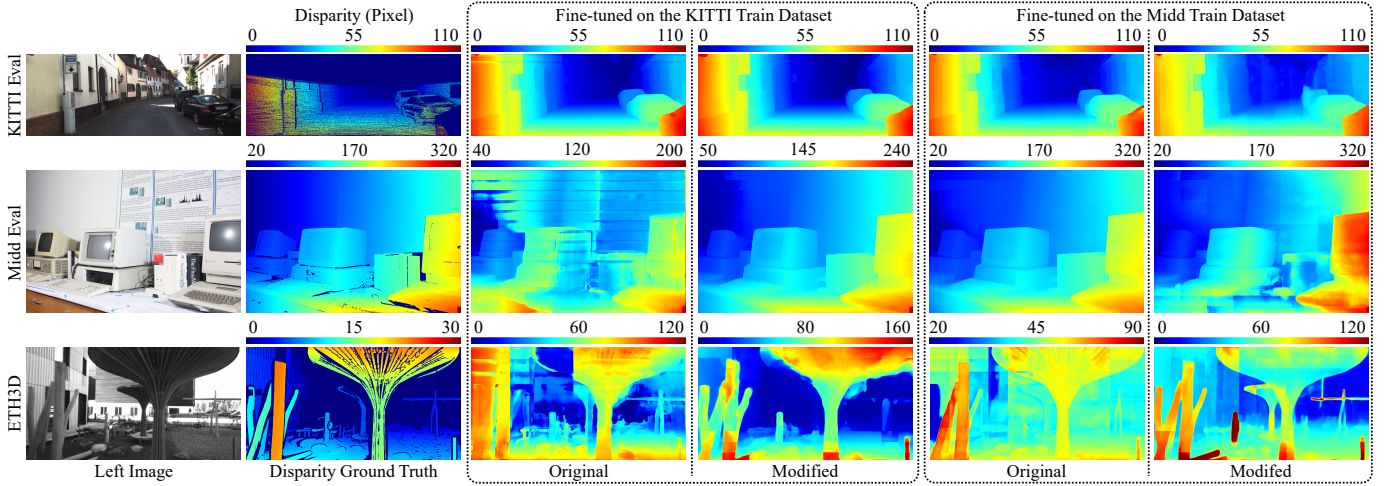 Disparity (Pixel)
Fine-tuned on the KITTI Train Dataset
Fine-tuned on the Midd Train Dataset
0 55 110
0 55 110
0 55 110
0 55 110
0 55 110
KITTI Eval
20 170 320
40 120 200
50 145 240
20 170 320
20 170 320
Midd Eval
0 15 30
0 60 120
0 80 160
20 45 90
0 60 120
ETH3D
Left Image
Disparity Ground Truth
Original
Modifed
Original
Modifed